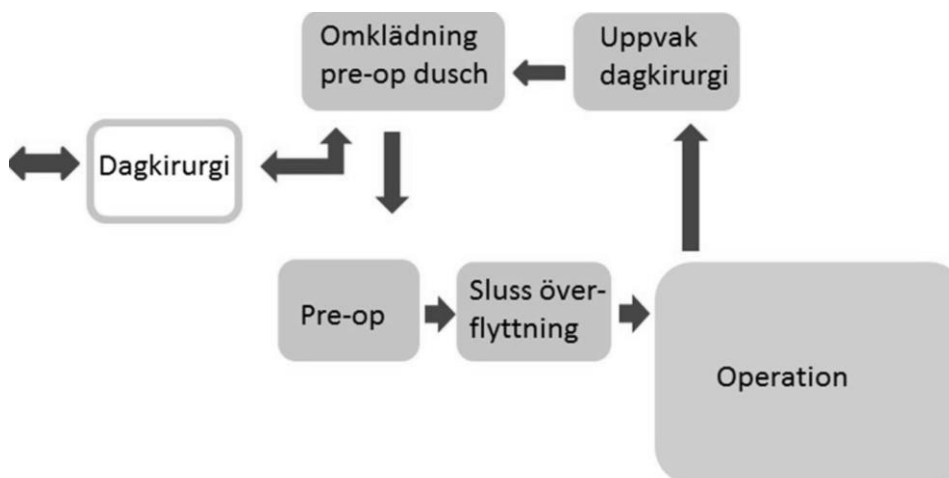 Omklädning
pre-op dusch
Uppvak
dagkirurgi
Dagkirurgi
Pre-op
Sluss över-
flyttning
Operation